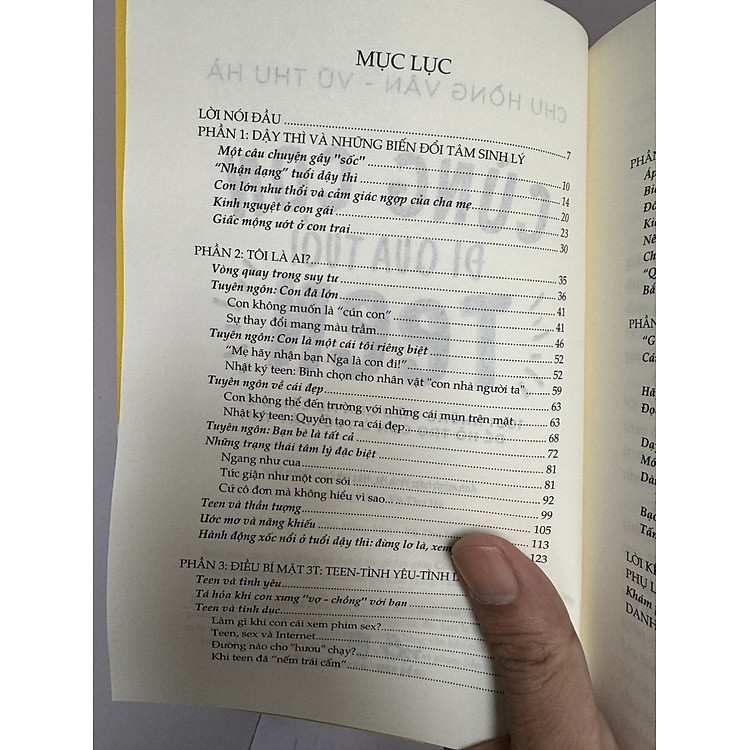 MỤC LỤC
LỜI NÓI ĐẦU 7
PHẦN 1: DẬY THÌ VÀ NHỮNG BIẾN ĐỔI TÂM SINH LÝ
Một câu chuyện gây "sốc" 10
"Nhận dạng" tuổi dậy thì 14
Con lớn như thổi và cảm giác ngợp của cha mẹ 20
Kinh nguyệt ở con gái 23
Giấc mộng ướt ở con trai 30
PHẦN 2: TÔI LÀ AI? 35
Vòng quay trong suy tư 36
Tuyên ngôn: Con đã lớn 41
Con không muốn là "cún con" 41
Sự thay đổi mang màu trầm 46
Tuyên ngôn: Con là một cái tôi riêng biệt 52
"Mẹ hãy nhận bạn Nga là con đi!" 52
Nhật ký teen: Bình chọn cho nhân vật "con nhà người ta" 59
Tuyên ngôn về cái đẹp 63
Con không thể đến trường với những cái mụn trên mặt 63
Nhật ký teen: Quyền tạo ra cái đẹp 68
Tuyên ngôn: Bạn bè là tất cả 72
Những trạng thái tâm lý đặc biệt 81
Ngang như cua 81
Tức giận như một con sói 92
Cứ cô đơn mà không hiểu vì sao 99
Teen và thần tượng 105
Ước mơ và năng khiếu 113
Hành động xốc nổi ở tuổi dậy thì: đừng lơ là, xem 123
PHẦN 3: ĐIỀU BÍ MẬT 3T: TEEN-TÌNH YÊU-TÌNH
Teen và tình yêu
Tá hỏa khi con xưng "vợ – chồng" với bạn
Teen và tình dục
Làm gì khi con cái xem phim sex?
Teen, sex và Internet
Đường nào cho "hươu" chạy?
Khi teen đã "nếm trái cấm"